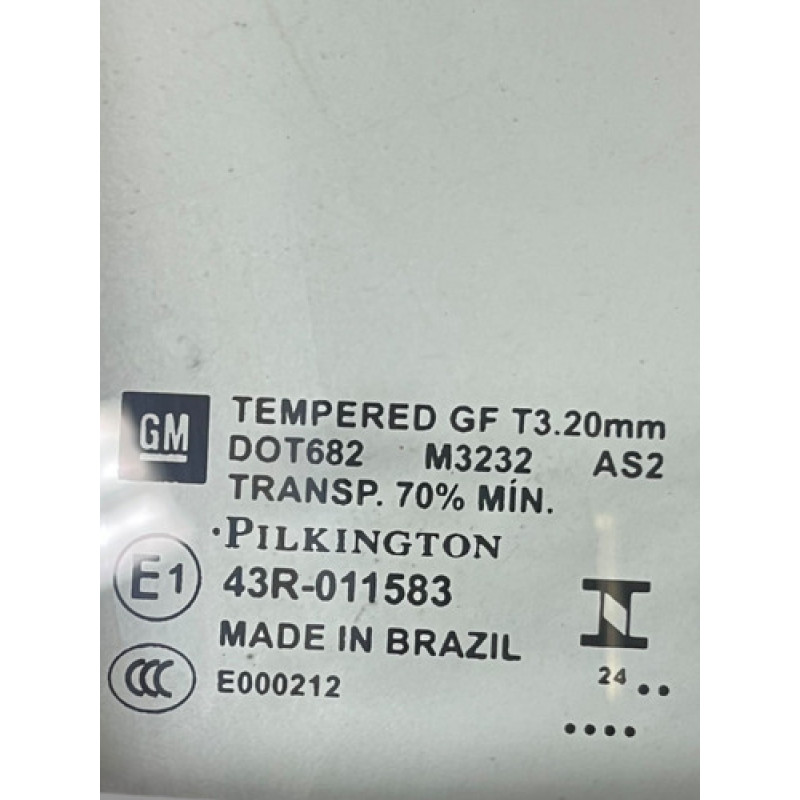 GM
TEMPERED GF T3.20mm
DOT682 M3232 AS2
TRANSP. 70% MÍN.
·PILKINGTON
E1 43R-011583
MADE IN BRAZIL
CCC E000212
24 ..
....